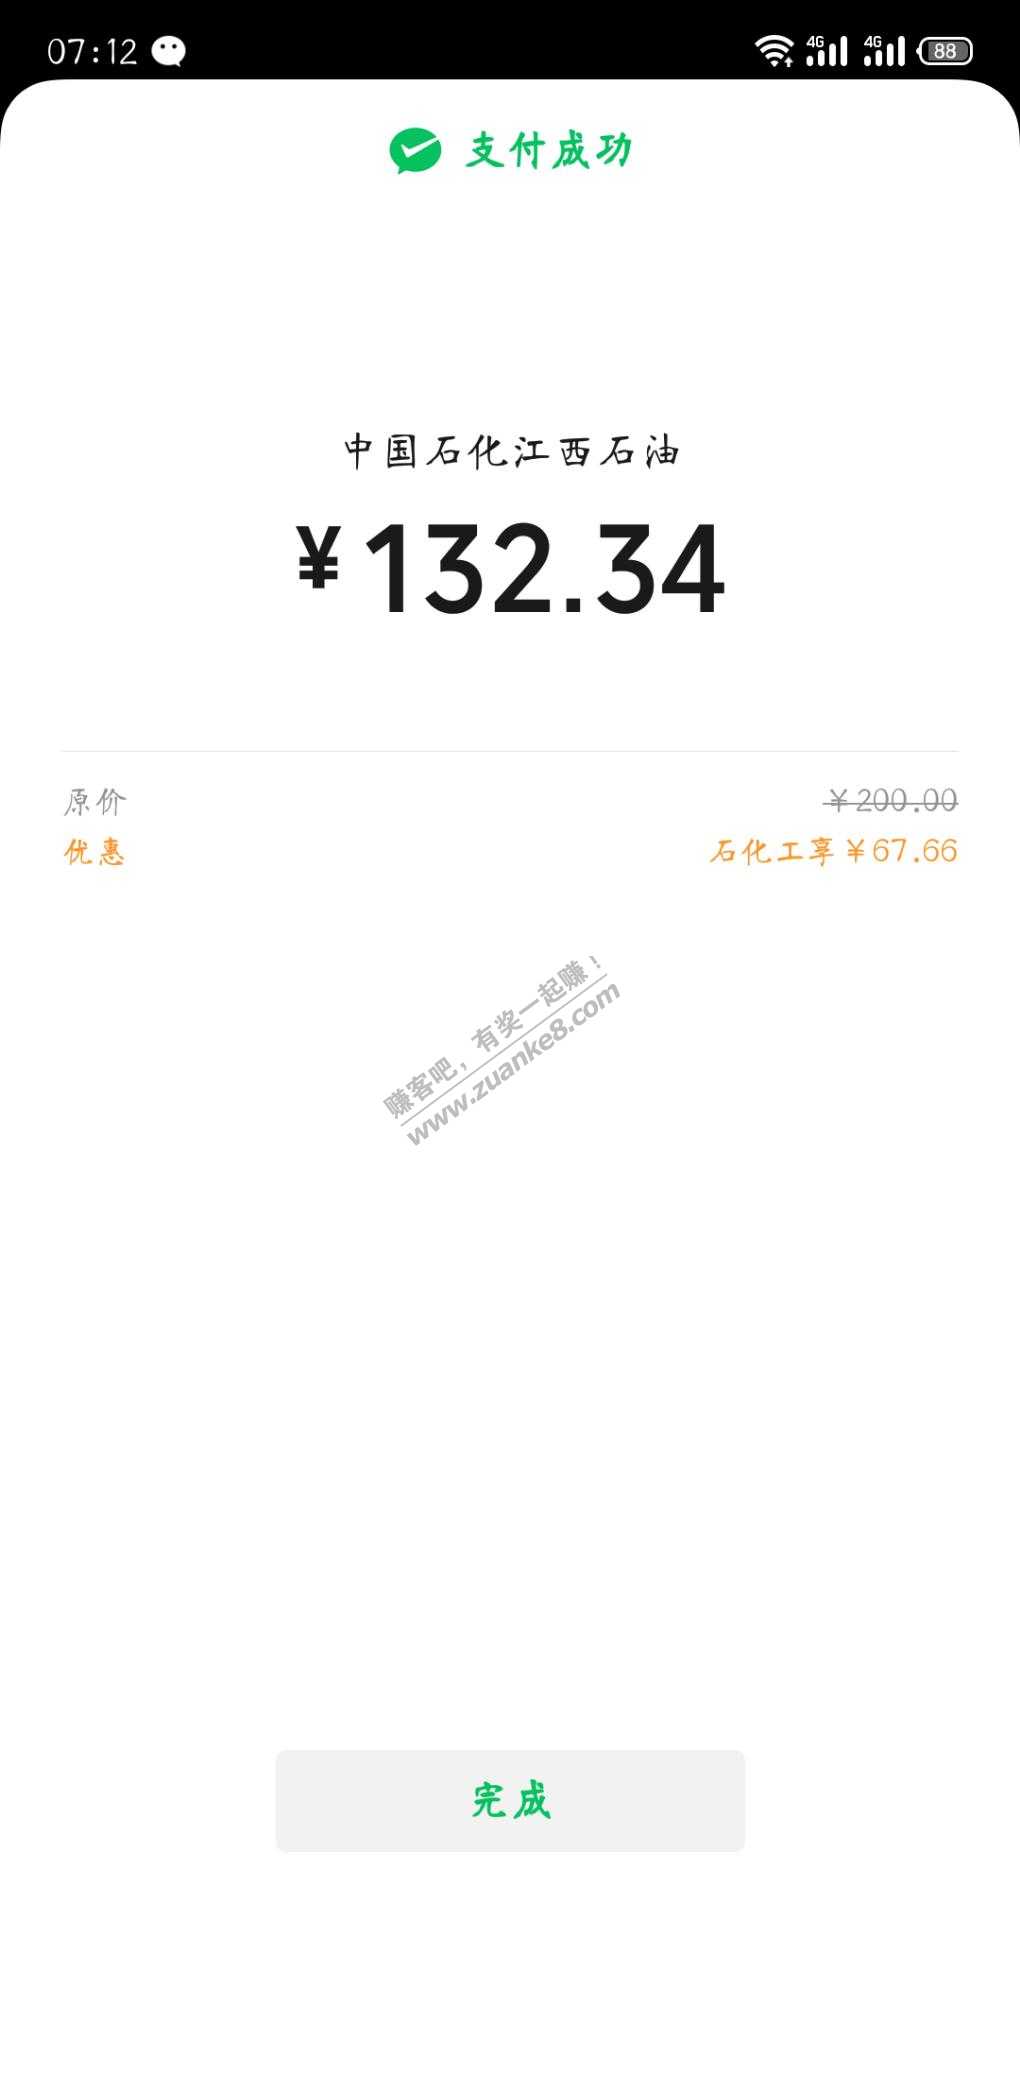 07:12
4G 4G 88
支付成功
中国石化江西石油
¥132.34
原价 ¥200.00
优惠 石化工享¥67.66
赚客吧，有奖一起赚！
www.zuanke8.com
完成